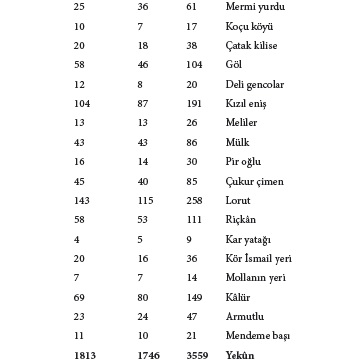 25 36 61 Mermi yurdu
10 7 17 Koçu köyü
20 18 38 Çatak kilise
58 46 104 Göl
12 8 20 Deli gencolar
104 87 191 Kızıl eniş
13 13 26 Meliler
43 43 86 Mülk
16 14 30 Pir oğlu
45 40 85 Çukur çimen
143 115 258 Lorut
58 53 111 Riçkân
4 5 9 Kar yatağı
20 16 36 Kör İsmail yeri
7 7 14 Mollanın yeri
69 80 149 Kâlür
23 24 47 Armutlu
11 10 21 Mendeme başı
1813 1746 3559 Yekûn